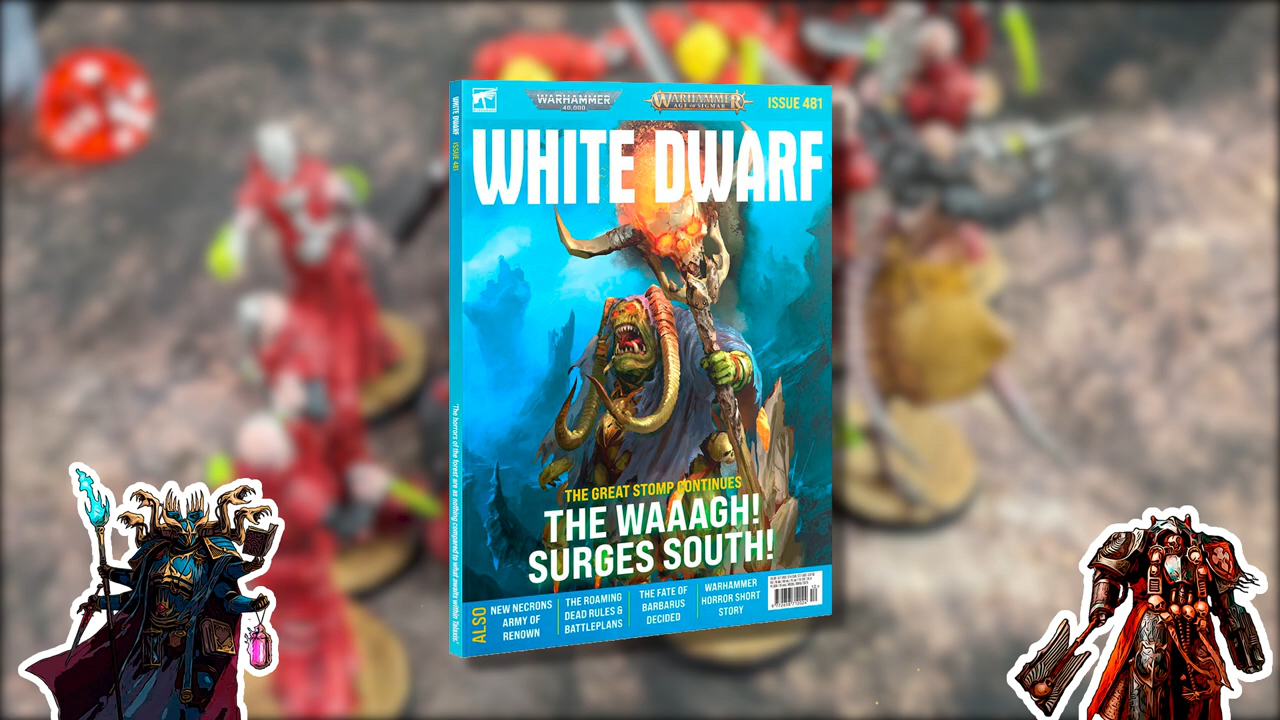 WARHAMMER
40,000
WARHAMMER
AGE OF SIGMAR
ISSUE 481
WHITE DWARF
WHITE DWARF ISSUE 481
THE GREAT STOMP CONTINUES
THE WAAAGH!
SURGES SOUTH!
ALSO
NEW NECRONS
ARMY OF
RENOWN
THE ROAMING
DEAD RULES &
BATTLEPLANS
THE FATE OF
BARBARUS
DECIDED
WARHAMMER
HORROR SHORT
STORY